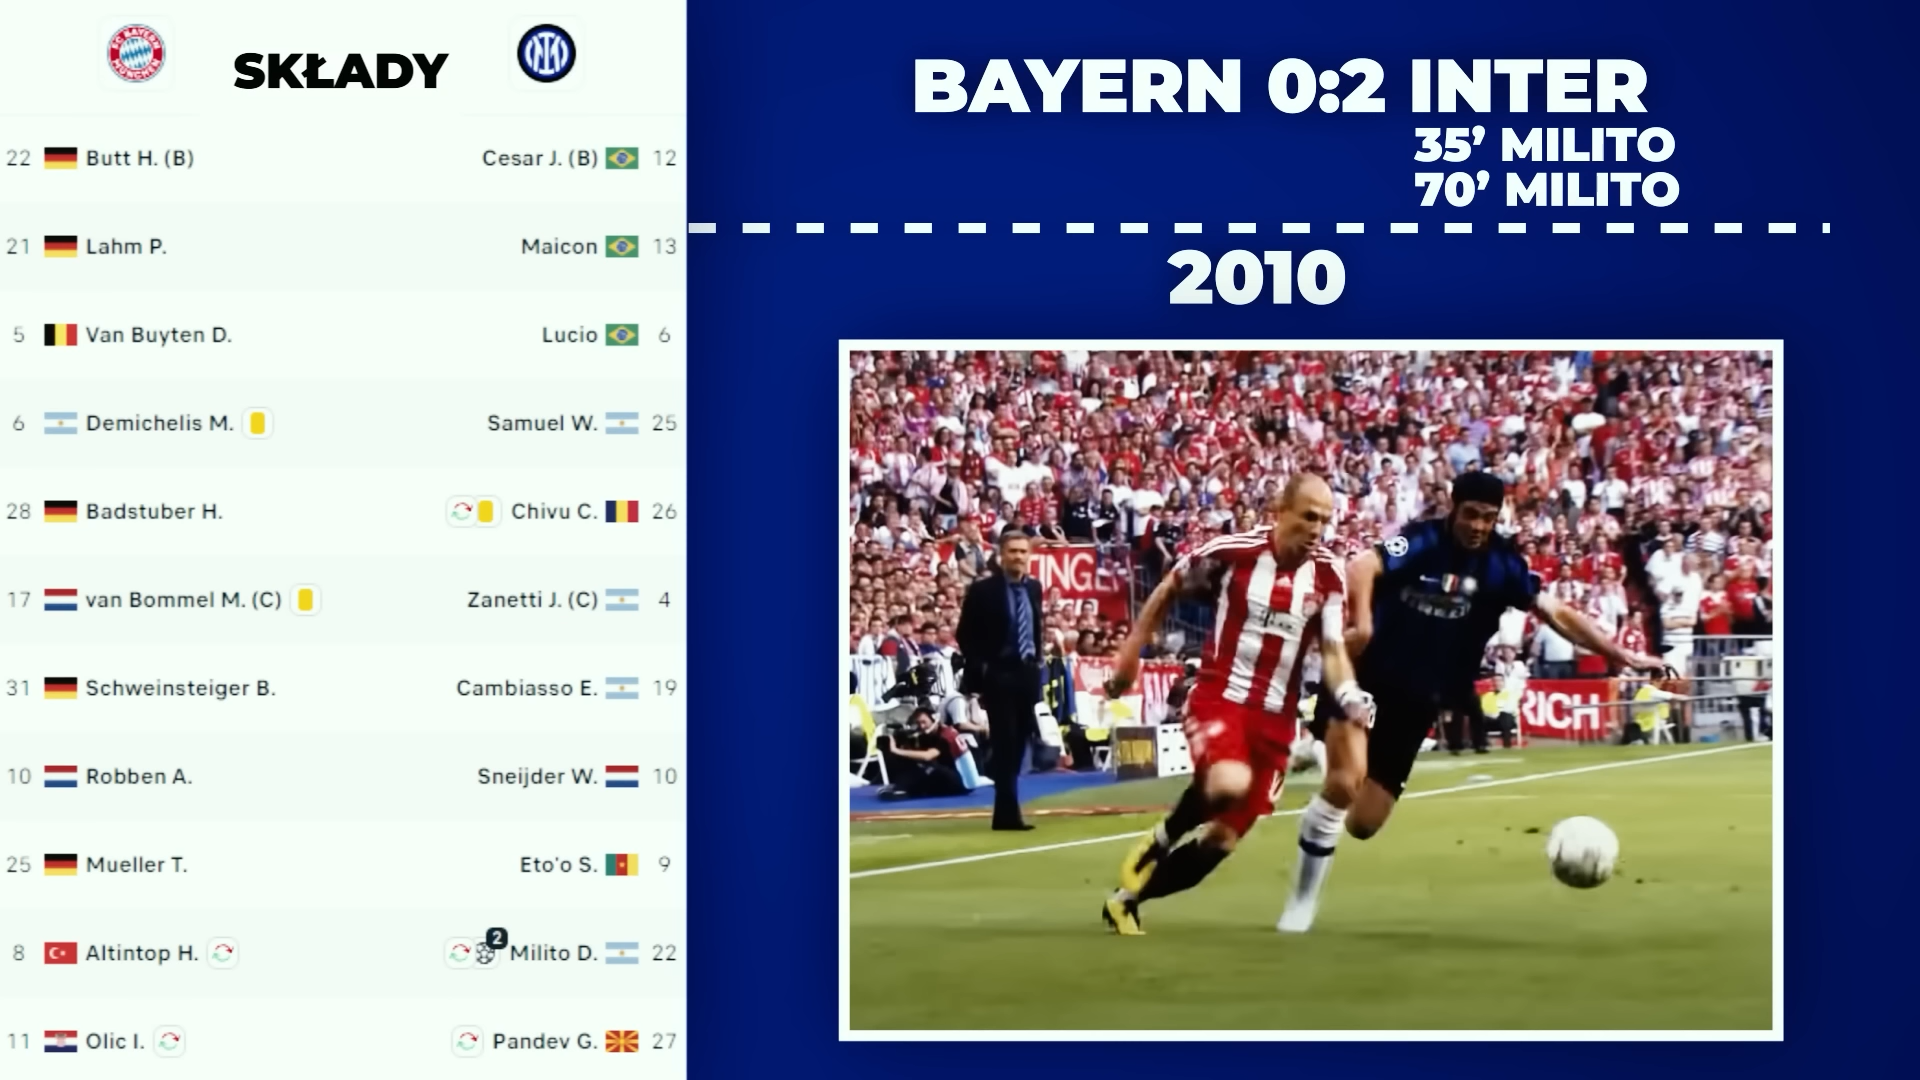 SKŁADY
22 Butt H. (B) Cesar J. (B) 12
21 Lahm P. Maicon 13
5 Van Buyten D. Lucio 6
6 Demichelis M. Samuel W. 25
28 Badstuber H. Chivu C. 26
17 van Bommel M. (C) Zanetti J. (C) 4
31 Schweinsteiger B. Cambiasso E. 19
10 Robben A. Sneijder W. 10
25 Mueller T. Eto'o S. 9
8 Altintop H. 2 Milito D. 22
11 Olic I. Pandev G. 27
BAYERN 0:2 INTER
35’ MILITO
70’ MILITO
2010
RICH